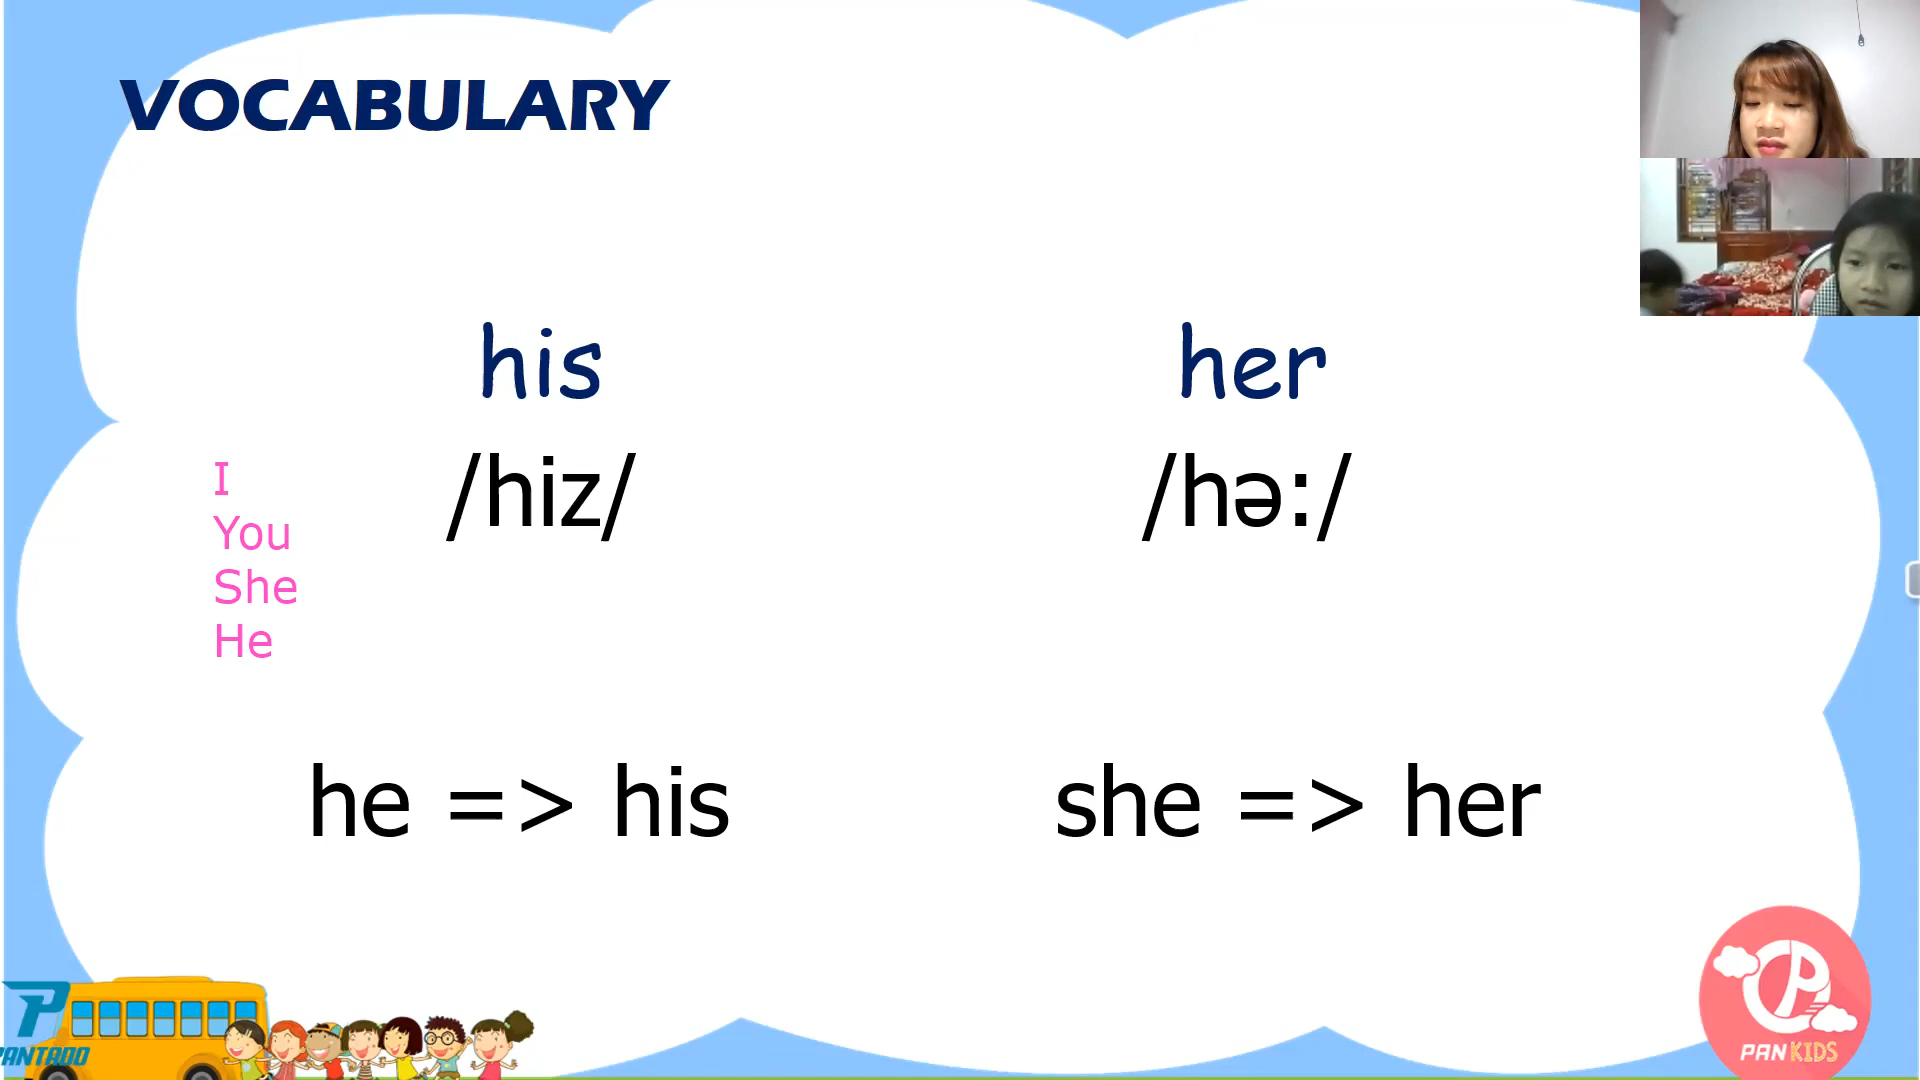 VOCABULARY
his
her
/hiz/
/hə:/
I
You
She
He
he => his
she => her
PANTADO
PAN KIDS